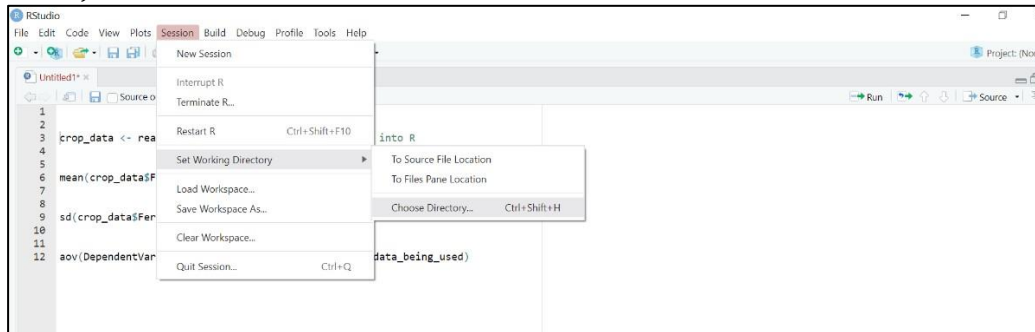 RStudio
File Edit Code View Plots Session Build Debug Profile Tools Help
New Session
Project: (No
Untitled1*
Interrupt R
Source o
Terminate R...
Run
Source
1
2
Restart R Ctrl+Shift+F10
3 crop_data <- rea into R
4
5
Set Working Directory
To Source File Location
6 mean(crop_data$F
To Files Pane Location
7
Load Workspace...
8
Save Workspace As...
Choose Directory... Ctrl+Shift+H
9 sd(crop_data$Fer
10
Clear Workspace...
11
12 aov(DependentVar data_being_used)
Quit Session... Ctrl+Q